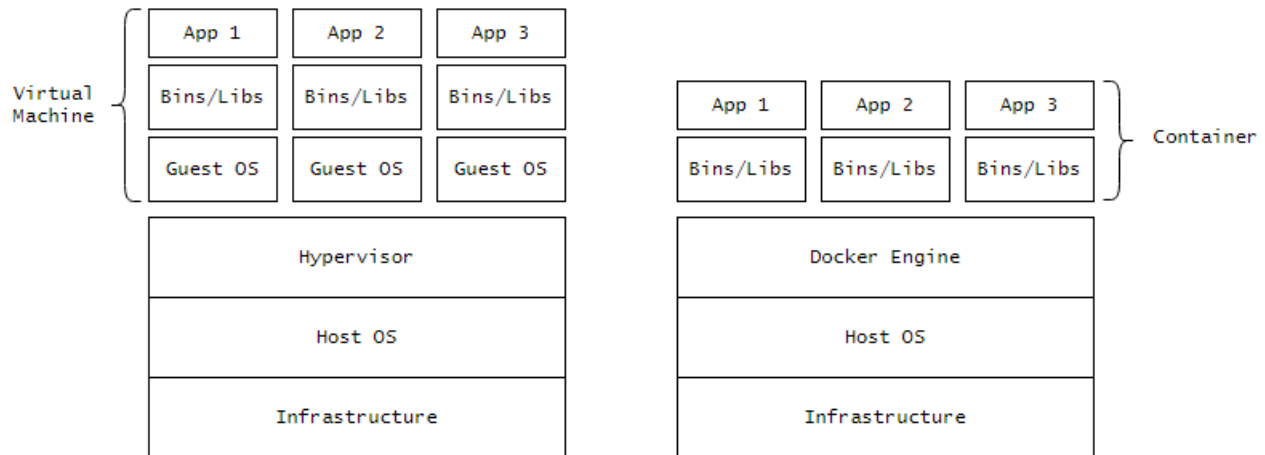 App 1 App 2 App 3
Virtual
Machine
Bins/Libs Bins/Libs Bins/Libs
Guest OS Guest OS Guest OS
Hypervisor
Host OS
Infrastructure
App 1 App 2 App 3
Container
Bins/Libs Bins/Libs Bins/Libs
Docker Engine
Host OS
Infrastructure